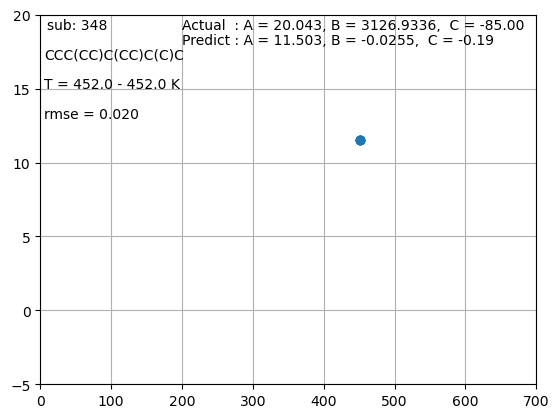 sub: 348
Actual  : A = 20.043, B = 3126.9336,  C = -85.00
Predict : A = 11.503, B = -0.0255,  C = -0.19
CCC(CC)C(CC)C(C)C
T = 452.0 - 452.0 K
rmse = 0.020
20
15
10
5
0
−5
0 100 200 300 400 500 600 700